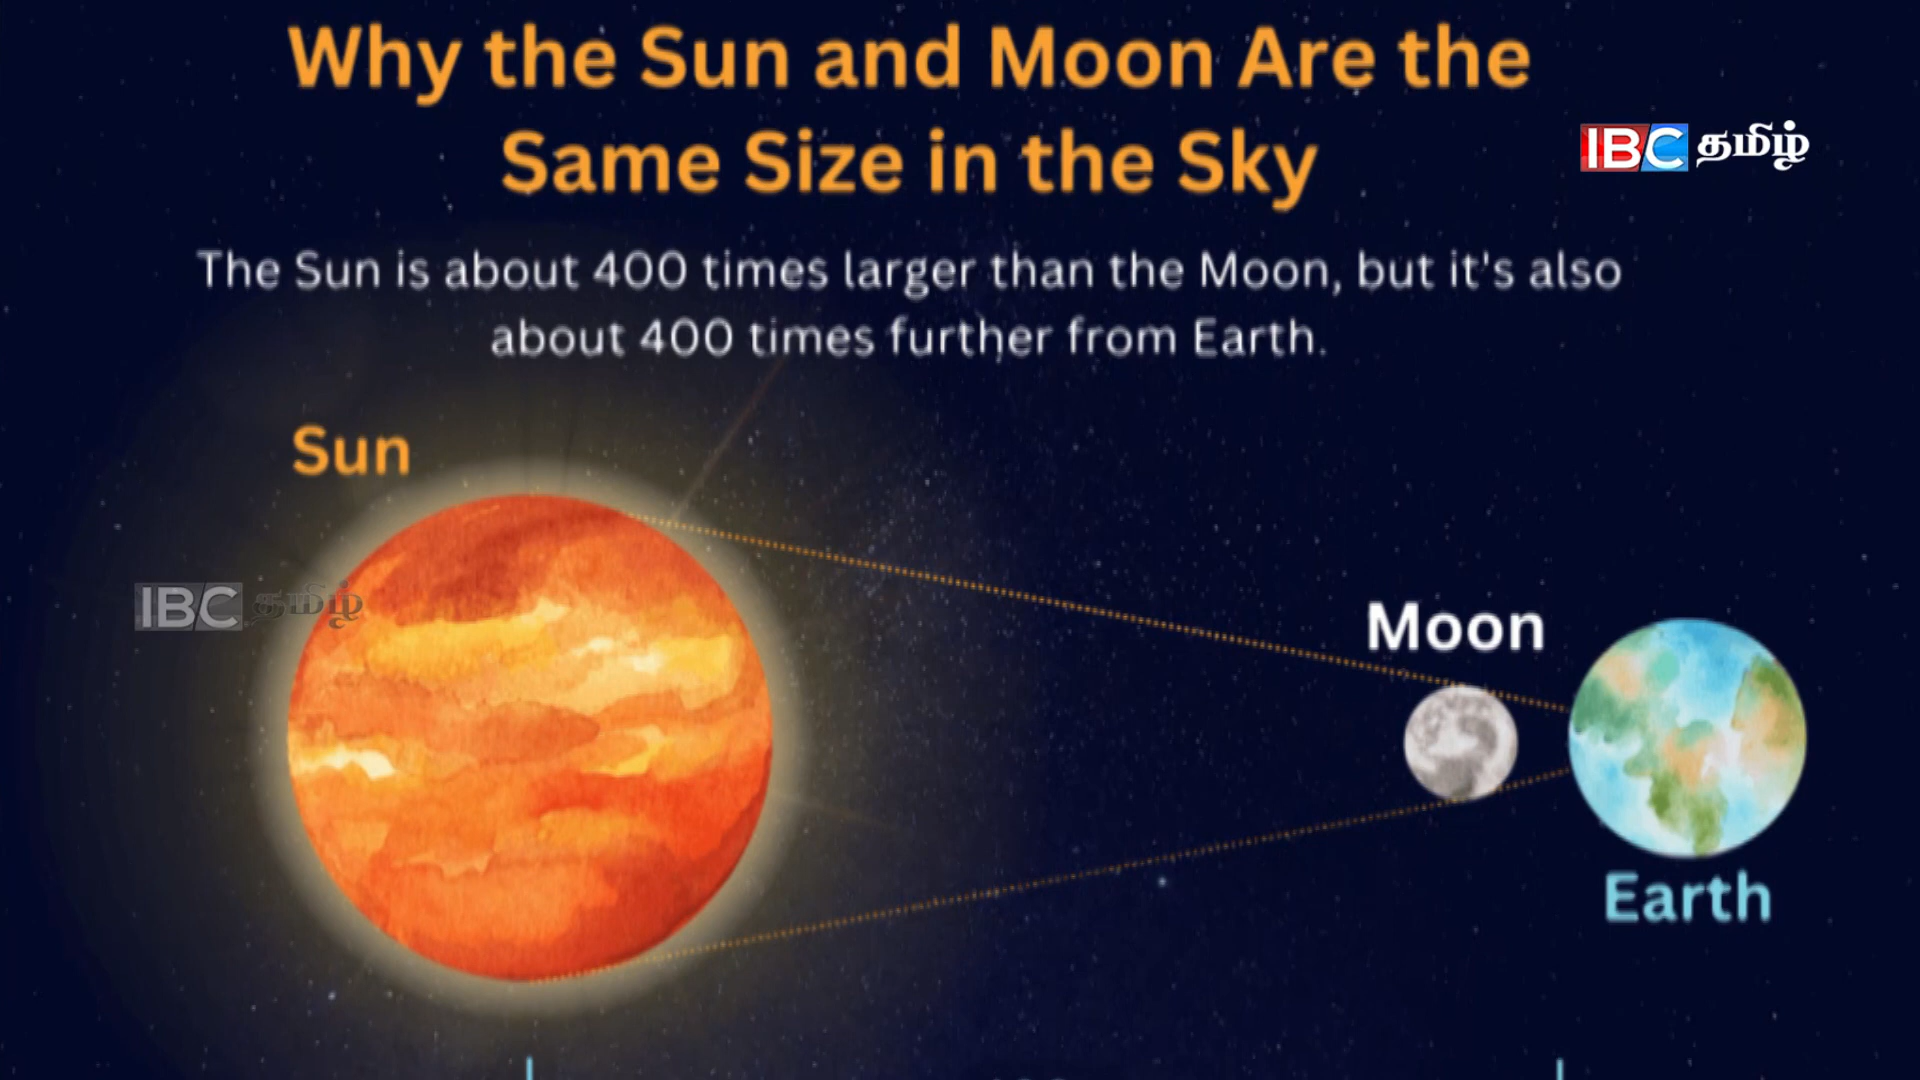 Why the Sun and Moon Are the
Same Size in the Sky
IBC தமிழ்
The Sun is about 400 times larger than the Moon, but it's also
about 400 times further from Earth.
Sun
IBC தமிழ்
Moon
Earth